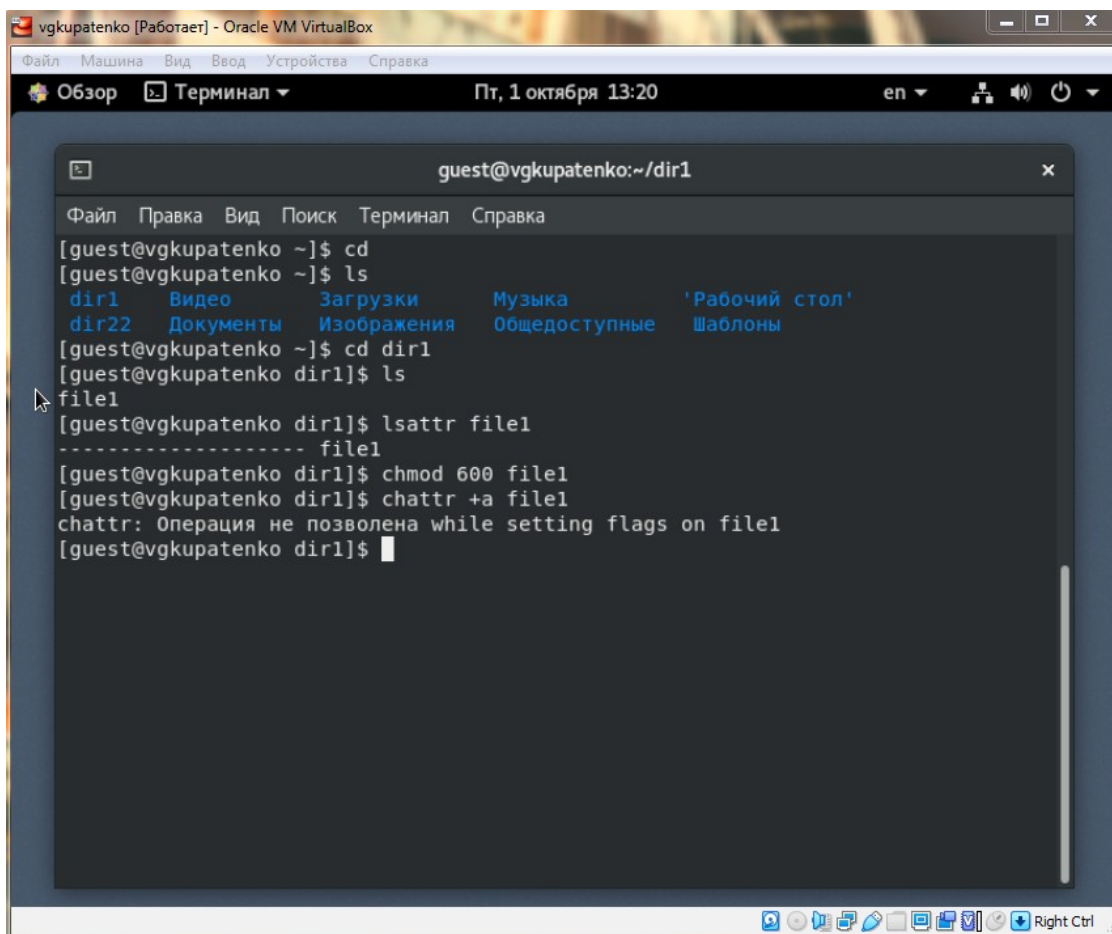 vgkupatenko [Работает] - Oracle VM VirtualBox
Файл Машина Вид Ввод Устройства Справка
Обзор Терминал Пт, 1 октября 13:20 en
guest@vgkupatenko:~/dir1
Файл Правка Вид Поиск Терминал Справка
[guest@vgkupatenko ~]$ cd
[guest@vgkupatenko ~]$ ls
dir1 Видео Загрузки Музыка 'Рабочий стол'
dir22 Документы Изображения Общедоступные Шаблоны
[guest@vgkupatenko ~]$ cd dir1
[guest@vgkupatenko dir1]$ ls
file1
[guest@vgkupatenko dir1]$ lsattr file1
-------------------- file1
[guest@vgkupatenko dir1]$ chmod 600 file1
[guest@vgkupatenko dir1]$ chattr +a file1
chattr: Операция не позволена while setting flags on file1
[guest@vgkupatenko dir1]$
Right Ctrl